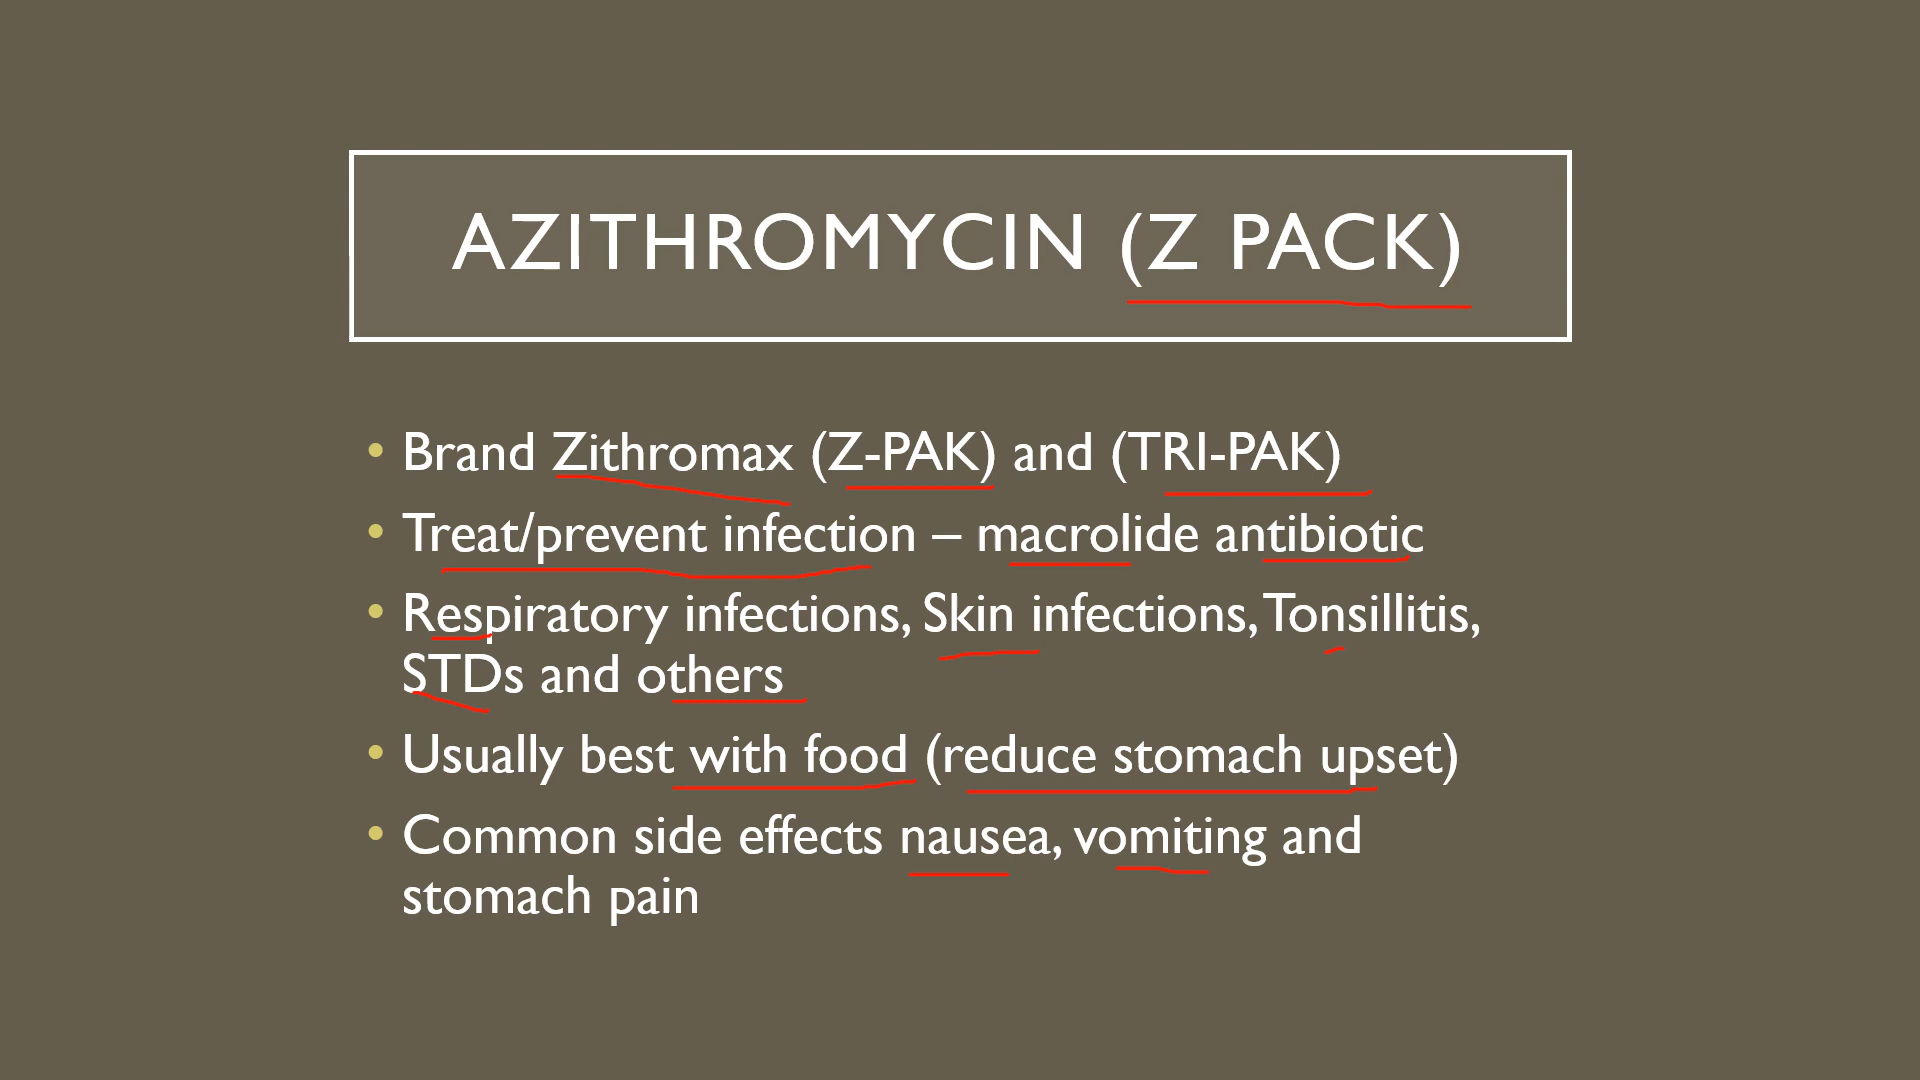 AZITHROMYCIN (Z PACK)
• Brand Zithromax (Z-PAK) and (TRI-PAK)
• Treat/prevent infection – macrolide antibiotic
• Respiratory infections, Skin infections, Tonsillitis,
STDs and others
• Usually best with food (reduce stomach upset)
• Common side effects nausea, vomiting and
stomach pain